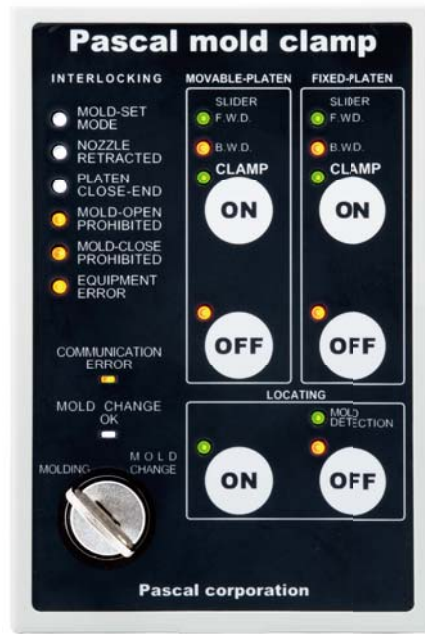 Pascal mold clamp
INTERLOCKING
MOLD-SET
MODE
NOZZLE
RETRACTED
PLATEN
CLOSE-END
MOLD-OPEN
PROHIBITED
MOLD-CLOSE
PROHIBITED
EQUIPMENT
ERROR
COMMUNICATION
ERROR
MOLD CHANGE
OK
MOLDING
MOLD
CHANGE
MOVABLE-PLATEN
SLIDER
F.W.D.
B.W.D.
CLAMP
ON
OFF
FIXED-PLATEN
SLIDER
F.W.D.
B.W.D.
CLAMP
ON
OFF
LOCATING
MOLD
DETECTION
ON
OFF
Pascal corporation